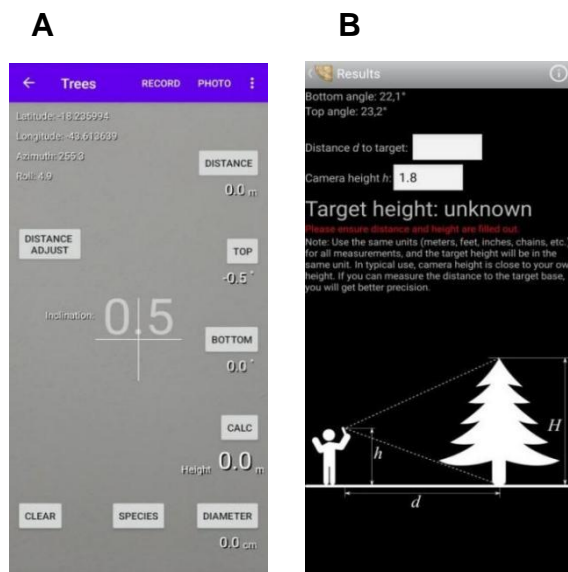 A
B
← Trees RECORD PHOTO
Latitude: -18.235994
Longitude: -43.613639
Azimuth: 255.3
Roll: 4.9
DISTANCE
0.0 m
DISTANCE ADJUST
TOP
-0.5 °
Inclination: 0.5
BOTTOM
0.0 °
CALC
Height 0.0 m
CLEAR SPECIES DIAMETER
0.0 cm
Results
Bottom angle: 22,1°
Top angle: 23,2°
Distance d to target:
Camera height h: 1.8
Target height: unknown
Please ensure distance and height are filled out.
Note: Use the same units (meters, feet, inches, chains, etc.)
for all measurements, and the target height will be in the
same unit. In typical use, camera height is close to your ow
height. If you can measure the distance to the target base,
you will get better precision.
h
H
d